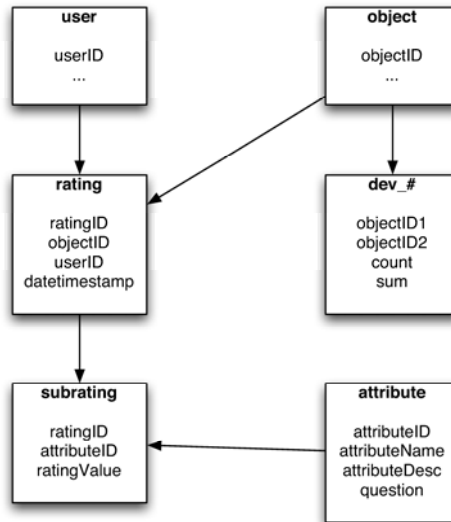 user
userID
...
object
objectID
...
rating
ratingID
objectID
userID
datetimestamp
dev_#
objectID1
objectID2
count
sum
subrating
ratingID
attributeID
ratingValue
attribute
attributeID
attributeName
attributeDesc
question